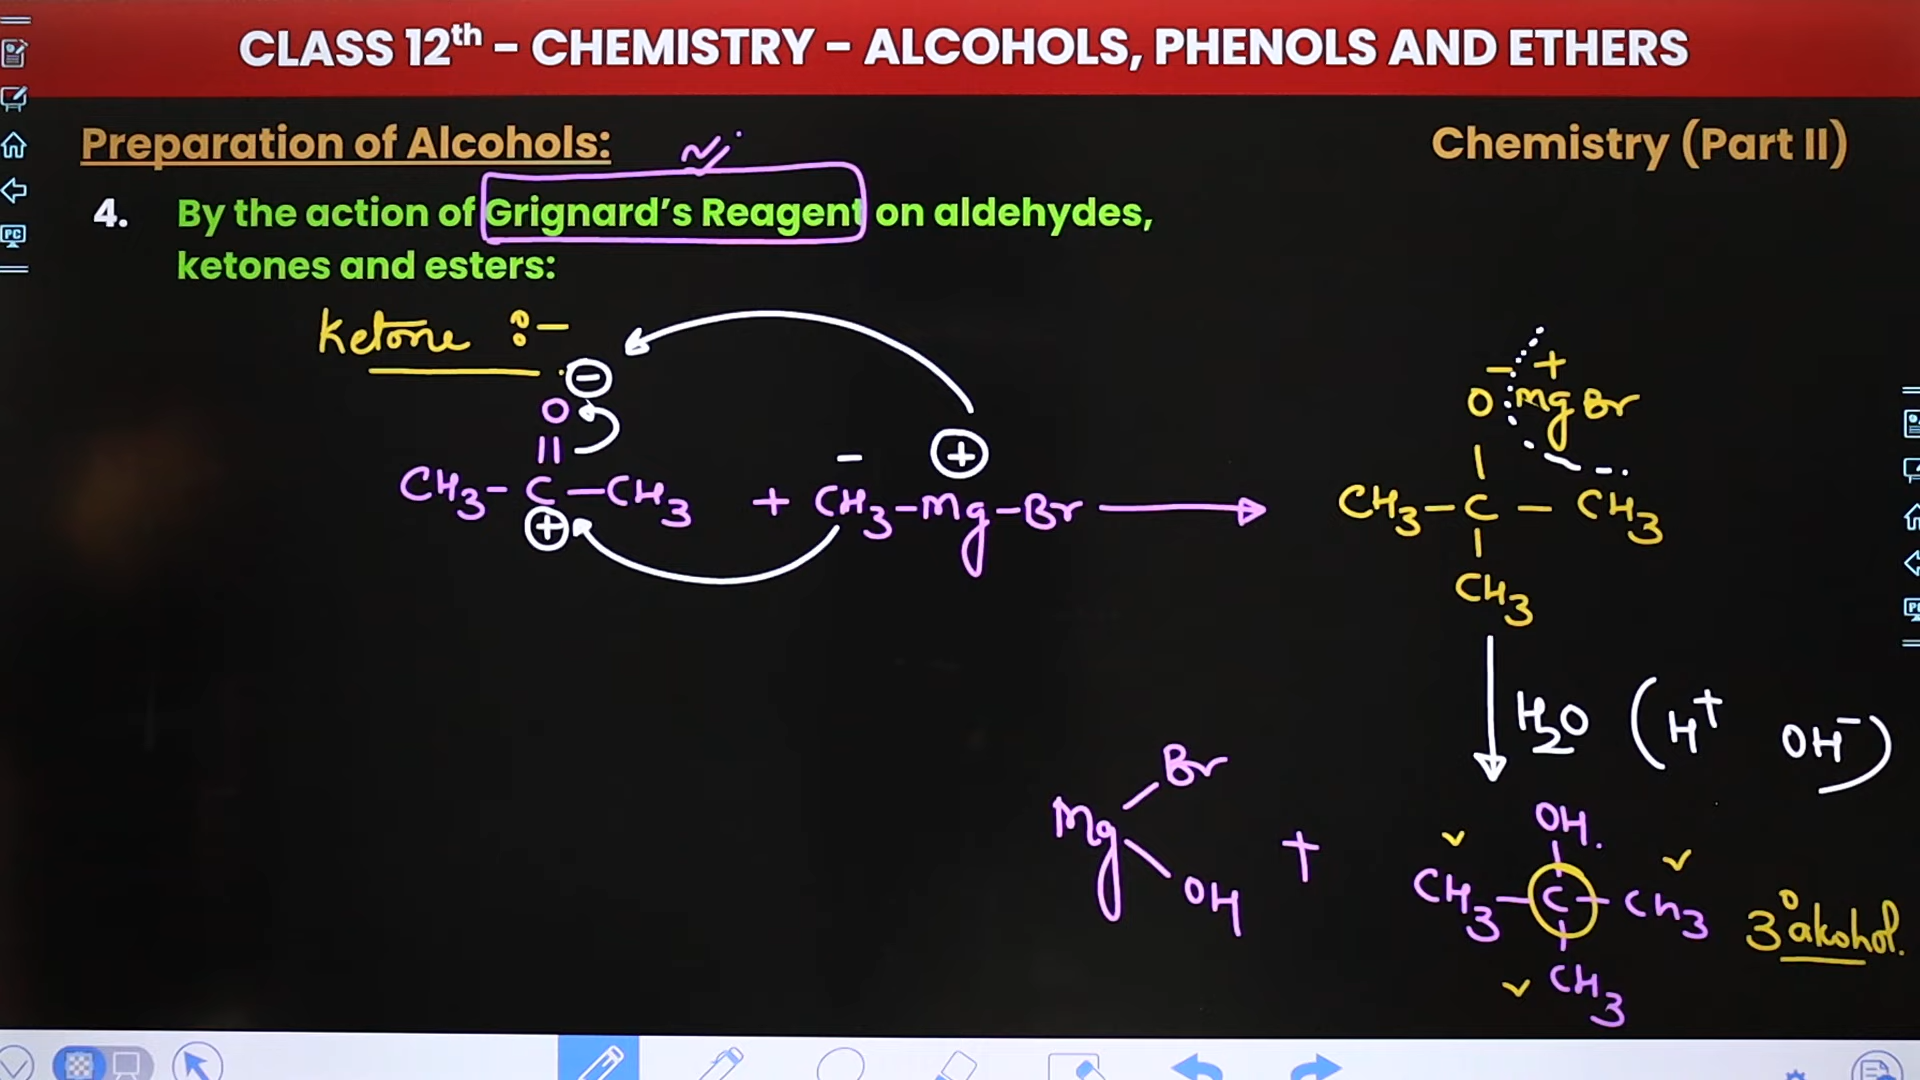 CLASS 12th – CHEMISTRY – ALCOHOLS, PHENOLS AND ETHERS
Preparation of Alcohols:
Chemistry (Part II)
4. By the action of Grignard's Reagent on aldehydes,
ketones and esters:
Ketone :-
⊖
O
||
CH3-C-CH3 + CH3-Mg-Br ⟶
⊕
-
⊕
- +
O MgBr
|
CH3-C-CH3
|
CH3
H2O (H+ OH-)
Mg
Br
OH
+
OH.
|
CH3-C-Ch3
|
CH3
3° alcohol.
PC